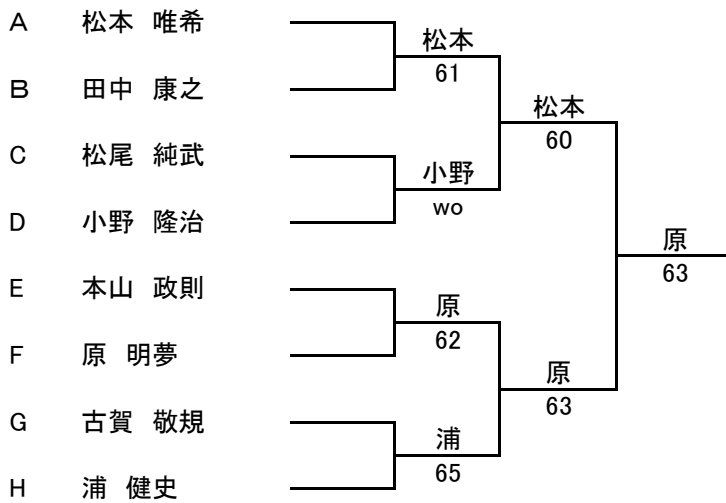 A 松本 唯希
松本
61
B 田中 康之
松本
60
C 松尾 純武
小野
wo
D 小野 隆治
原
63
E 本山 政則
原
62
F 原 明夢
原
63
G 古賀 敬規
浦
65
H 浦 健史